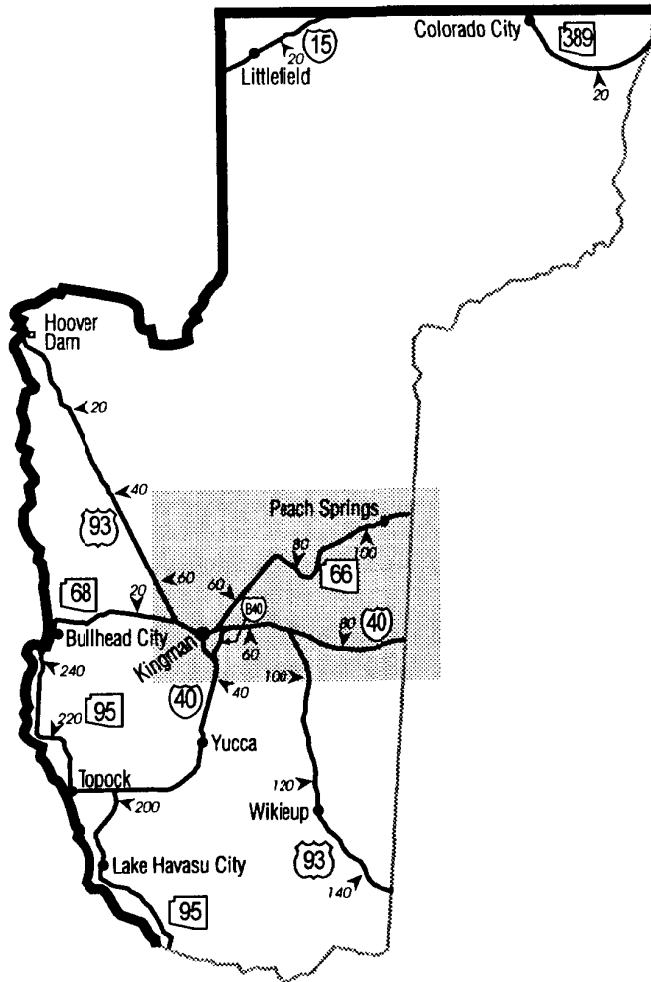 Colorado City
389
15
20
Littlefield
20
Hoover
Dam
20
40
93
Peach Springs
80
100
66
60
60
68
20
B40
40
Bullhead City
Kingman
60
80
240
100
40
40
95
220
Yucca
Topock
200
120
Wikieup
Lake Havasu City
93
140
95